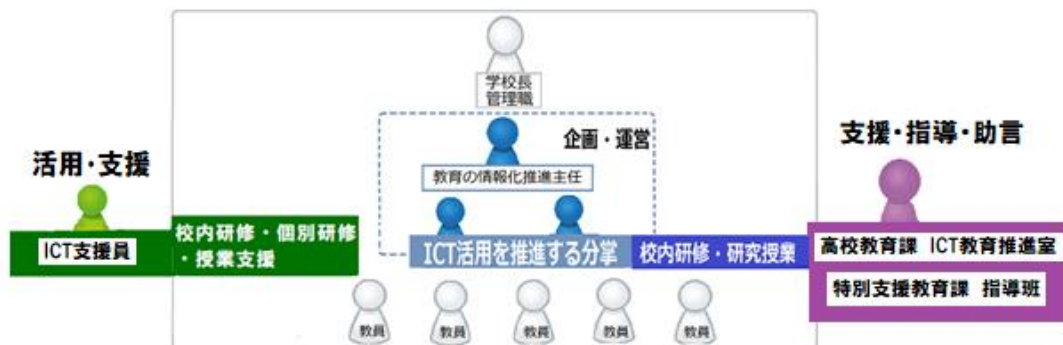 学校長
管理職
企画・運営
教育の情報化推進主任
活用・支援
ICT支援員
校内研修・個別研修
・授業支援
ICT活用を推進する分掌
校内研修・研究授業
支援・指導・助言
高校教育課 ICT教育推進室
特別支援教育課 指導班
教員
教員
教員
教員
教員